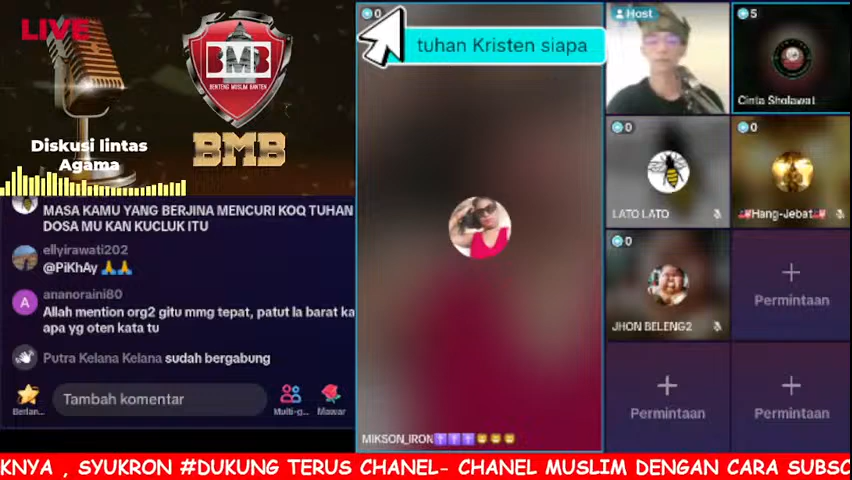 LIVE
BMB
BENTENG MUSLIM BANTEN
BMB
Diskusi lintas
Agama
MASA KAMU YANG BERJINA MENCURI KOQ TUHAN
DOSA MU KAN KUCLUK ITU
ellyirawati202
@PiKhAy 🙏🙏
A
ananoraini80
Allah mention org2 gitu mmg tepat, patut la barat ka
apa yg oten kata tu
Putra Kelana Kelana sudah bergabung
Tambah komentar
Berlan...
Multi-g...
Mawar
0
tuhan Kristen siapa
MIKSON_IRON
Host
5
Cinta Sholawat
0
LATO LATO
0
Hang-Jebat
0
JHON BELENG2
Permintaan
Permintaan
Permintaan
KNYA , SYUKRON #DUKUNG TERUS CHANEL- CHANEL MUSLIM DENGAN CARA SUBSC